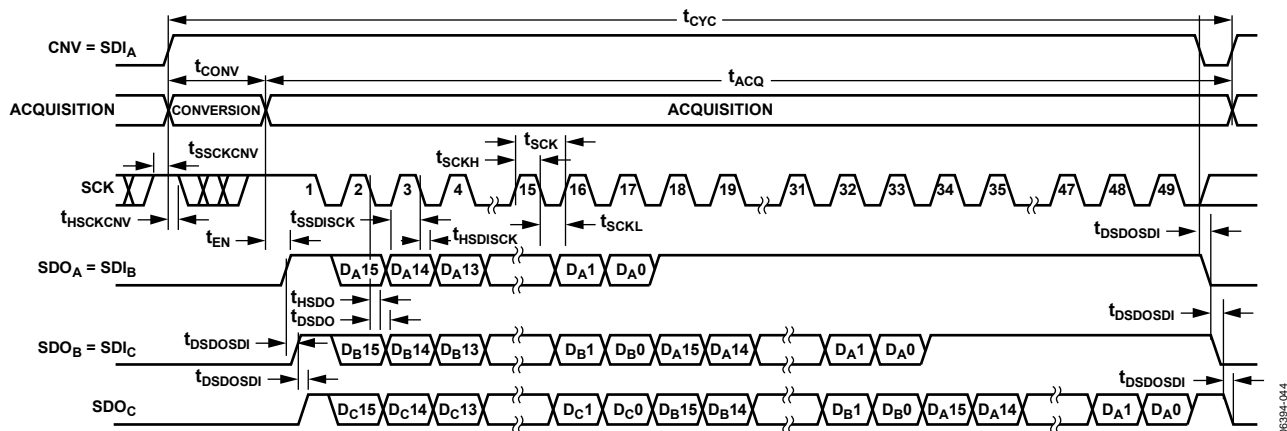 tCYC
CNV = SDIA
tCONV
tACQ
ACQUISITION
CONVERSION
ACQUISITION
tSSCKCNV
tSCK
tSCKH
SCK
1 2 3 4 15 16 17 18 19 31 32 33 34 35 47 48 49
tHSCKCNV
tSSDISCK
tHSDISCK
tSCKL
tEN
tDSDOSDI
SDOA = SDIB
DA15 DA14 DA13 DA1 DA0
tHSDO
tDSDO
tDSDOSDI
tDSDOSDI
SDOB = SDIC
DB15 DB14 DB13 DB1 DB0 DA15 DA14 DA1 DA0
tDSDOSDI
tDSDOSDI
SDOC
DC15 DC14 DC13 DC1 DC0 DB15 DB14 DB1 DB0 DA15 DA14 DA1 DA0